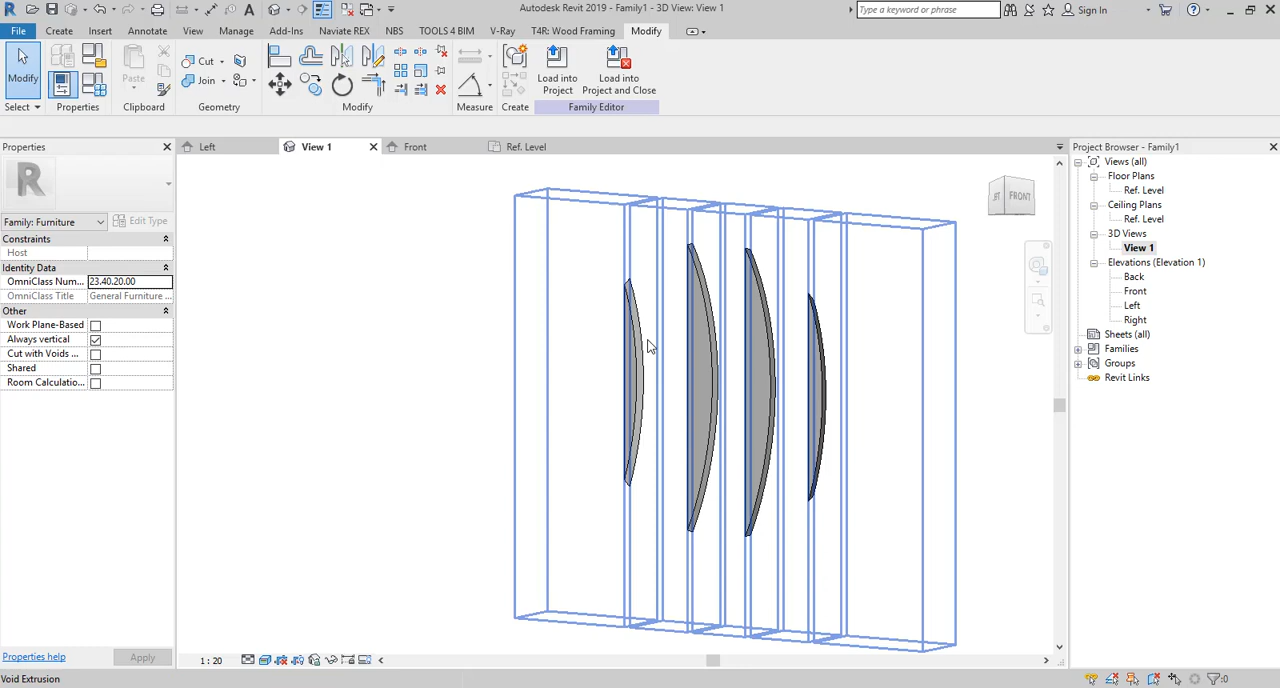 Autodesk Revit 2019 - Family1 - 3D View: View 1
Type a keyword or phrase
Sign In
File
Create
Insert
Annotate
View
Manage
Add-Ins
Naviate REX
NBS
TOOLS 4 BIM
V-Ray
T4R: Wood Framing
Modify
Modify
Paste
Cut
Join
Load into
Project
Load into
Project and Close
Select
Properties
Clipboard
Geometry
Modify
Measure
Create
Family Editor
Properties
Left
View 1
Front
Ref. Level
Project Browser - Family1
Family: Furniture
Edit Type
Constraints
Host
Identity Data
OmniClass Num... 23.40.20.00
OmniClass Title General Furniture ...
Other
Work Plane-Based
Always vertical
Cut with Voids ...
Shared
Room Calculatio...
FRONT
Views (all)
Floor Plans
Ref. Level
Ceiling Plans
Ref. Level
3D Views
View 1
Elevations (Elevation 1)
Back
Front
Left
Right
Sheets (all)
Families
Groups
Revit Links
Properties help
Apply
1 : 20
Void Extrusion
:0